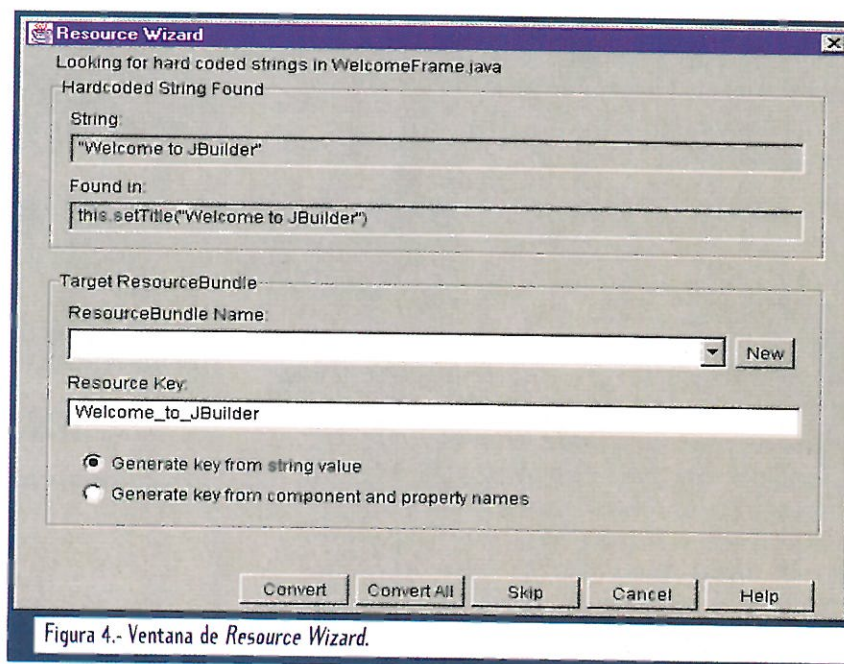 Resource Wizard
Looking for hard coded strings in WelcomeFrame.java
Hardcoded String Found
String:
"Welcome to JBuilder"
Found in:
this.setTitle("Welcome to JBuilder")
Target ResourceBundle
ResourceBundle Name:
New
Resource Key:
Welcome_to_JBuilder
Generate key from string value
Generate key from component and property names
Convert Convert All Skip Cancel Help
Figura 4.- Ventana de Resource Wizard.